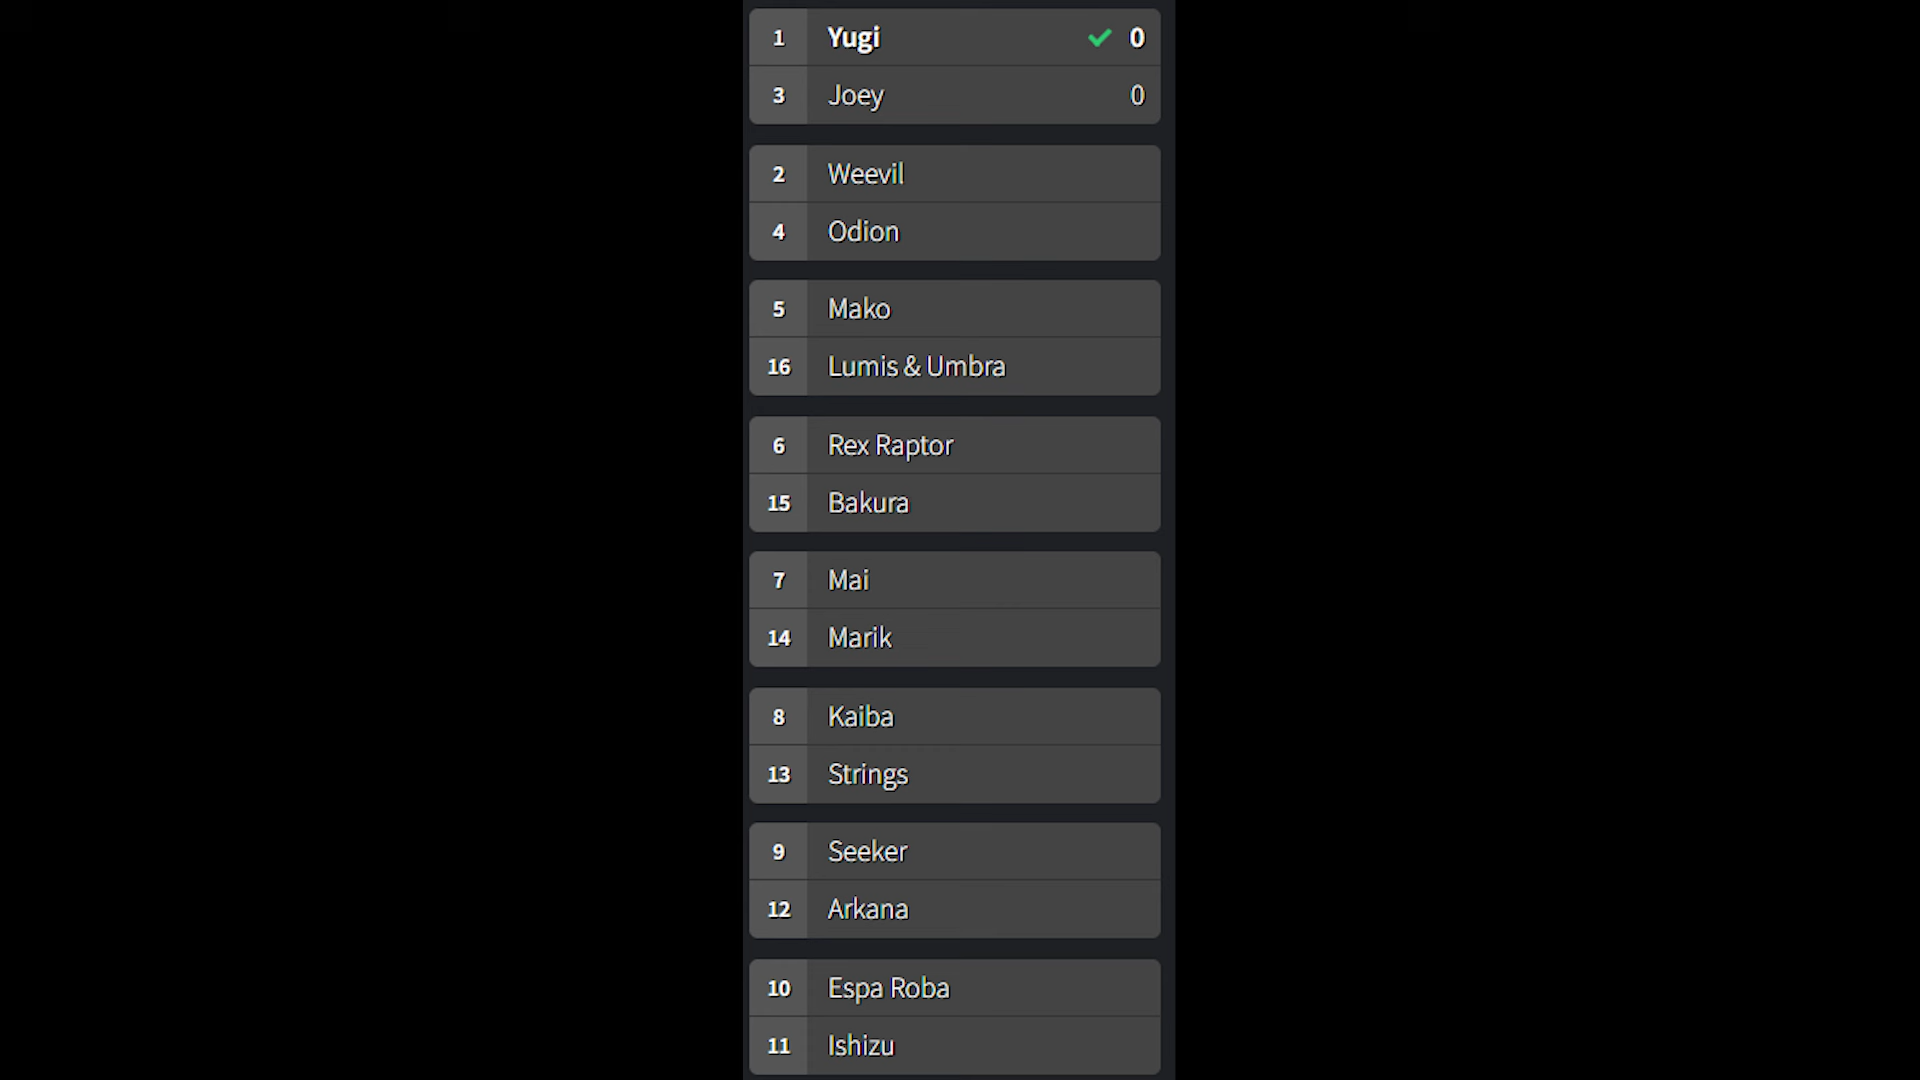 1 Yugi 0
3 Joey 0
2 Weevil
4 Odion
5 Mako
16 Lumis & Umbra
6 Rex Raptor
15 Bakura
7 Mai
14 Marik
8 Kaiba
13 Strings
9 Seeker
12 Arkana
10 Espa Roba
11 Ishizu